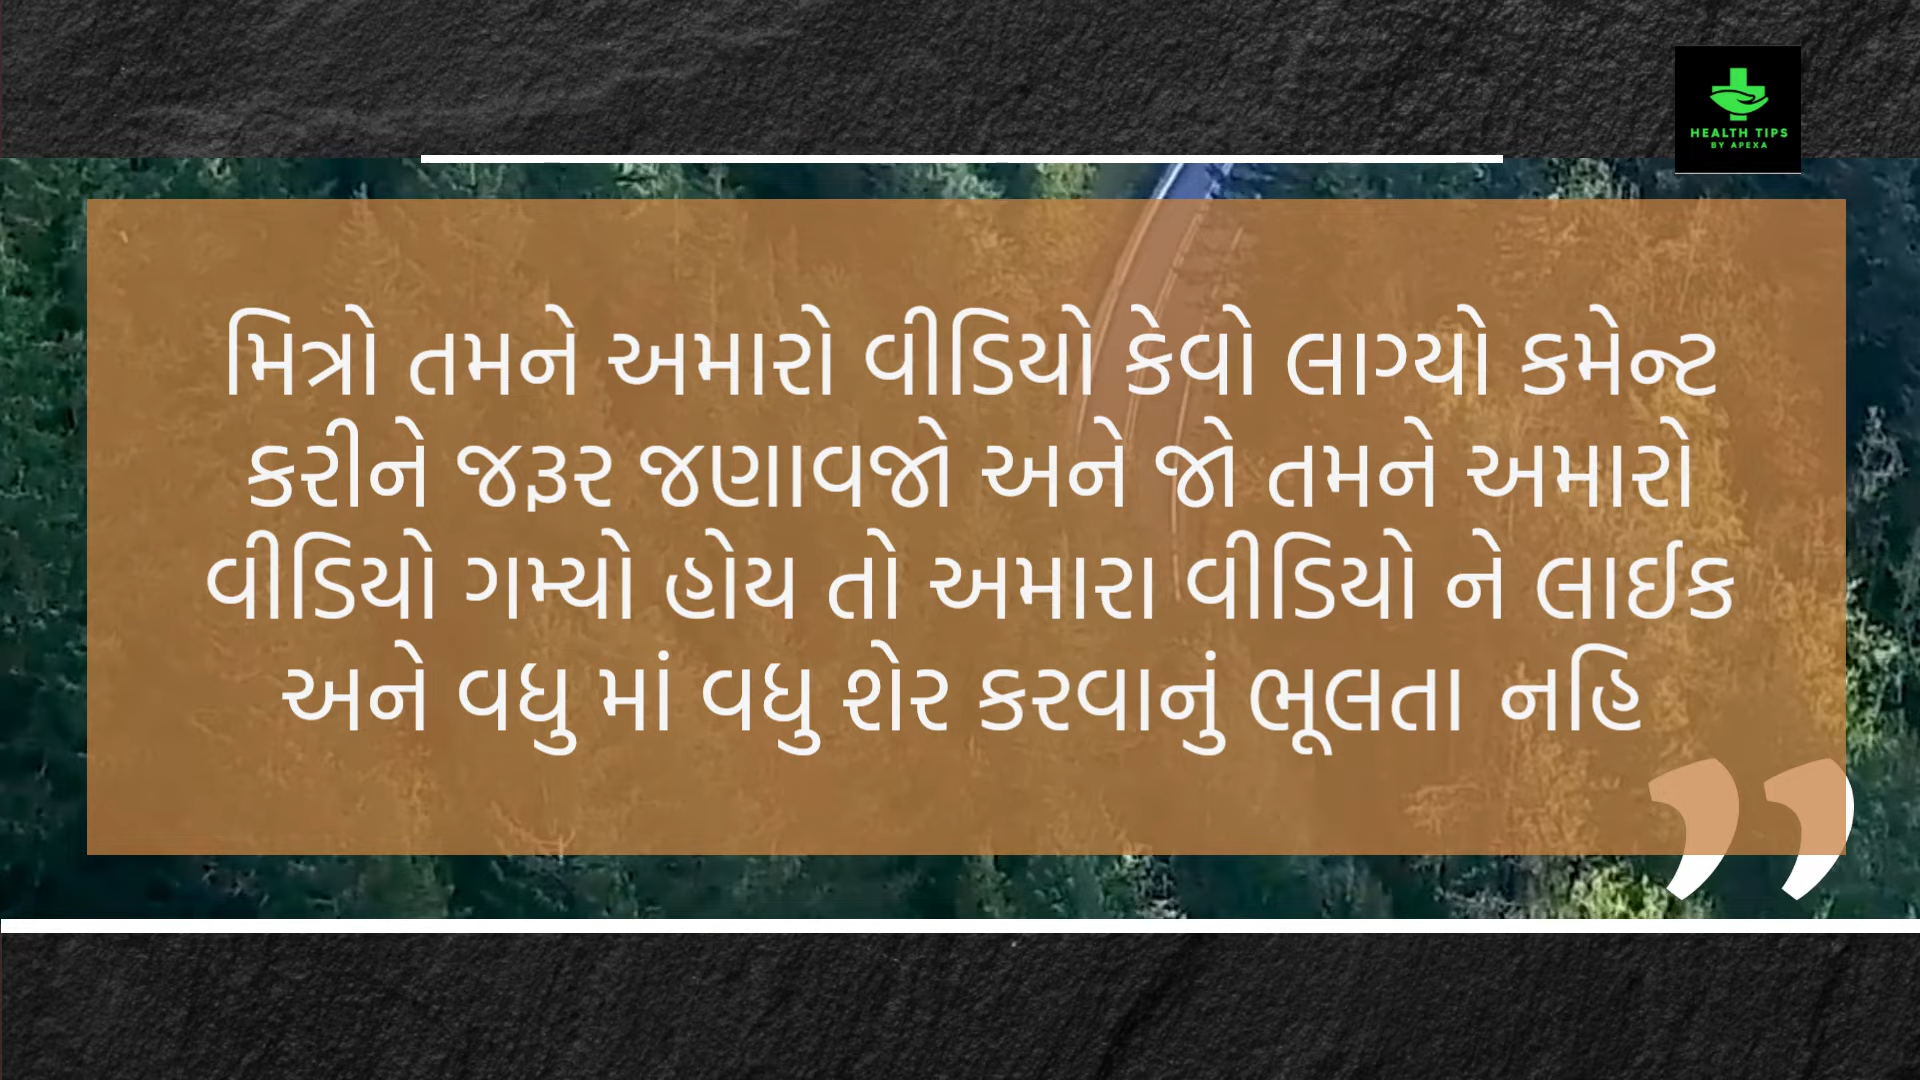 HEALTH TIPS
BY APEXA
મિત્રો તમને અમારો વીડિયો કેવો લાગ્યો કમેન્ટ
કરીને જરૂર જણાવજો અને જો તમને અમારો
વીડિયો ગમ્યો હોય તો અમારા વીડિયો ને લાઈક
અને વધુ માં વધુ શેર કરવાનું ભૂલતા નહિ
”